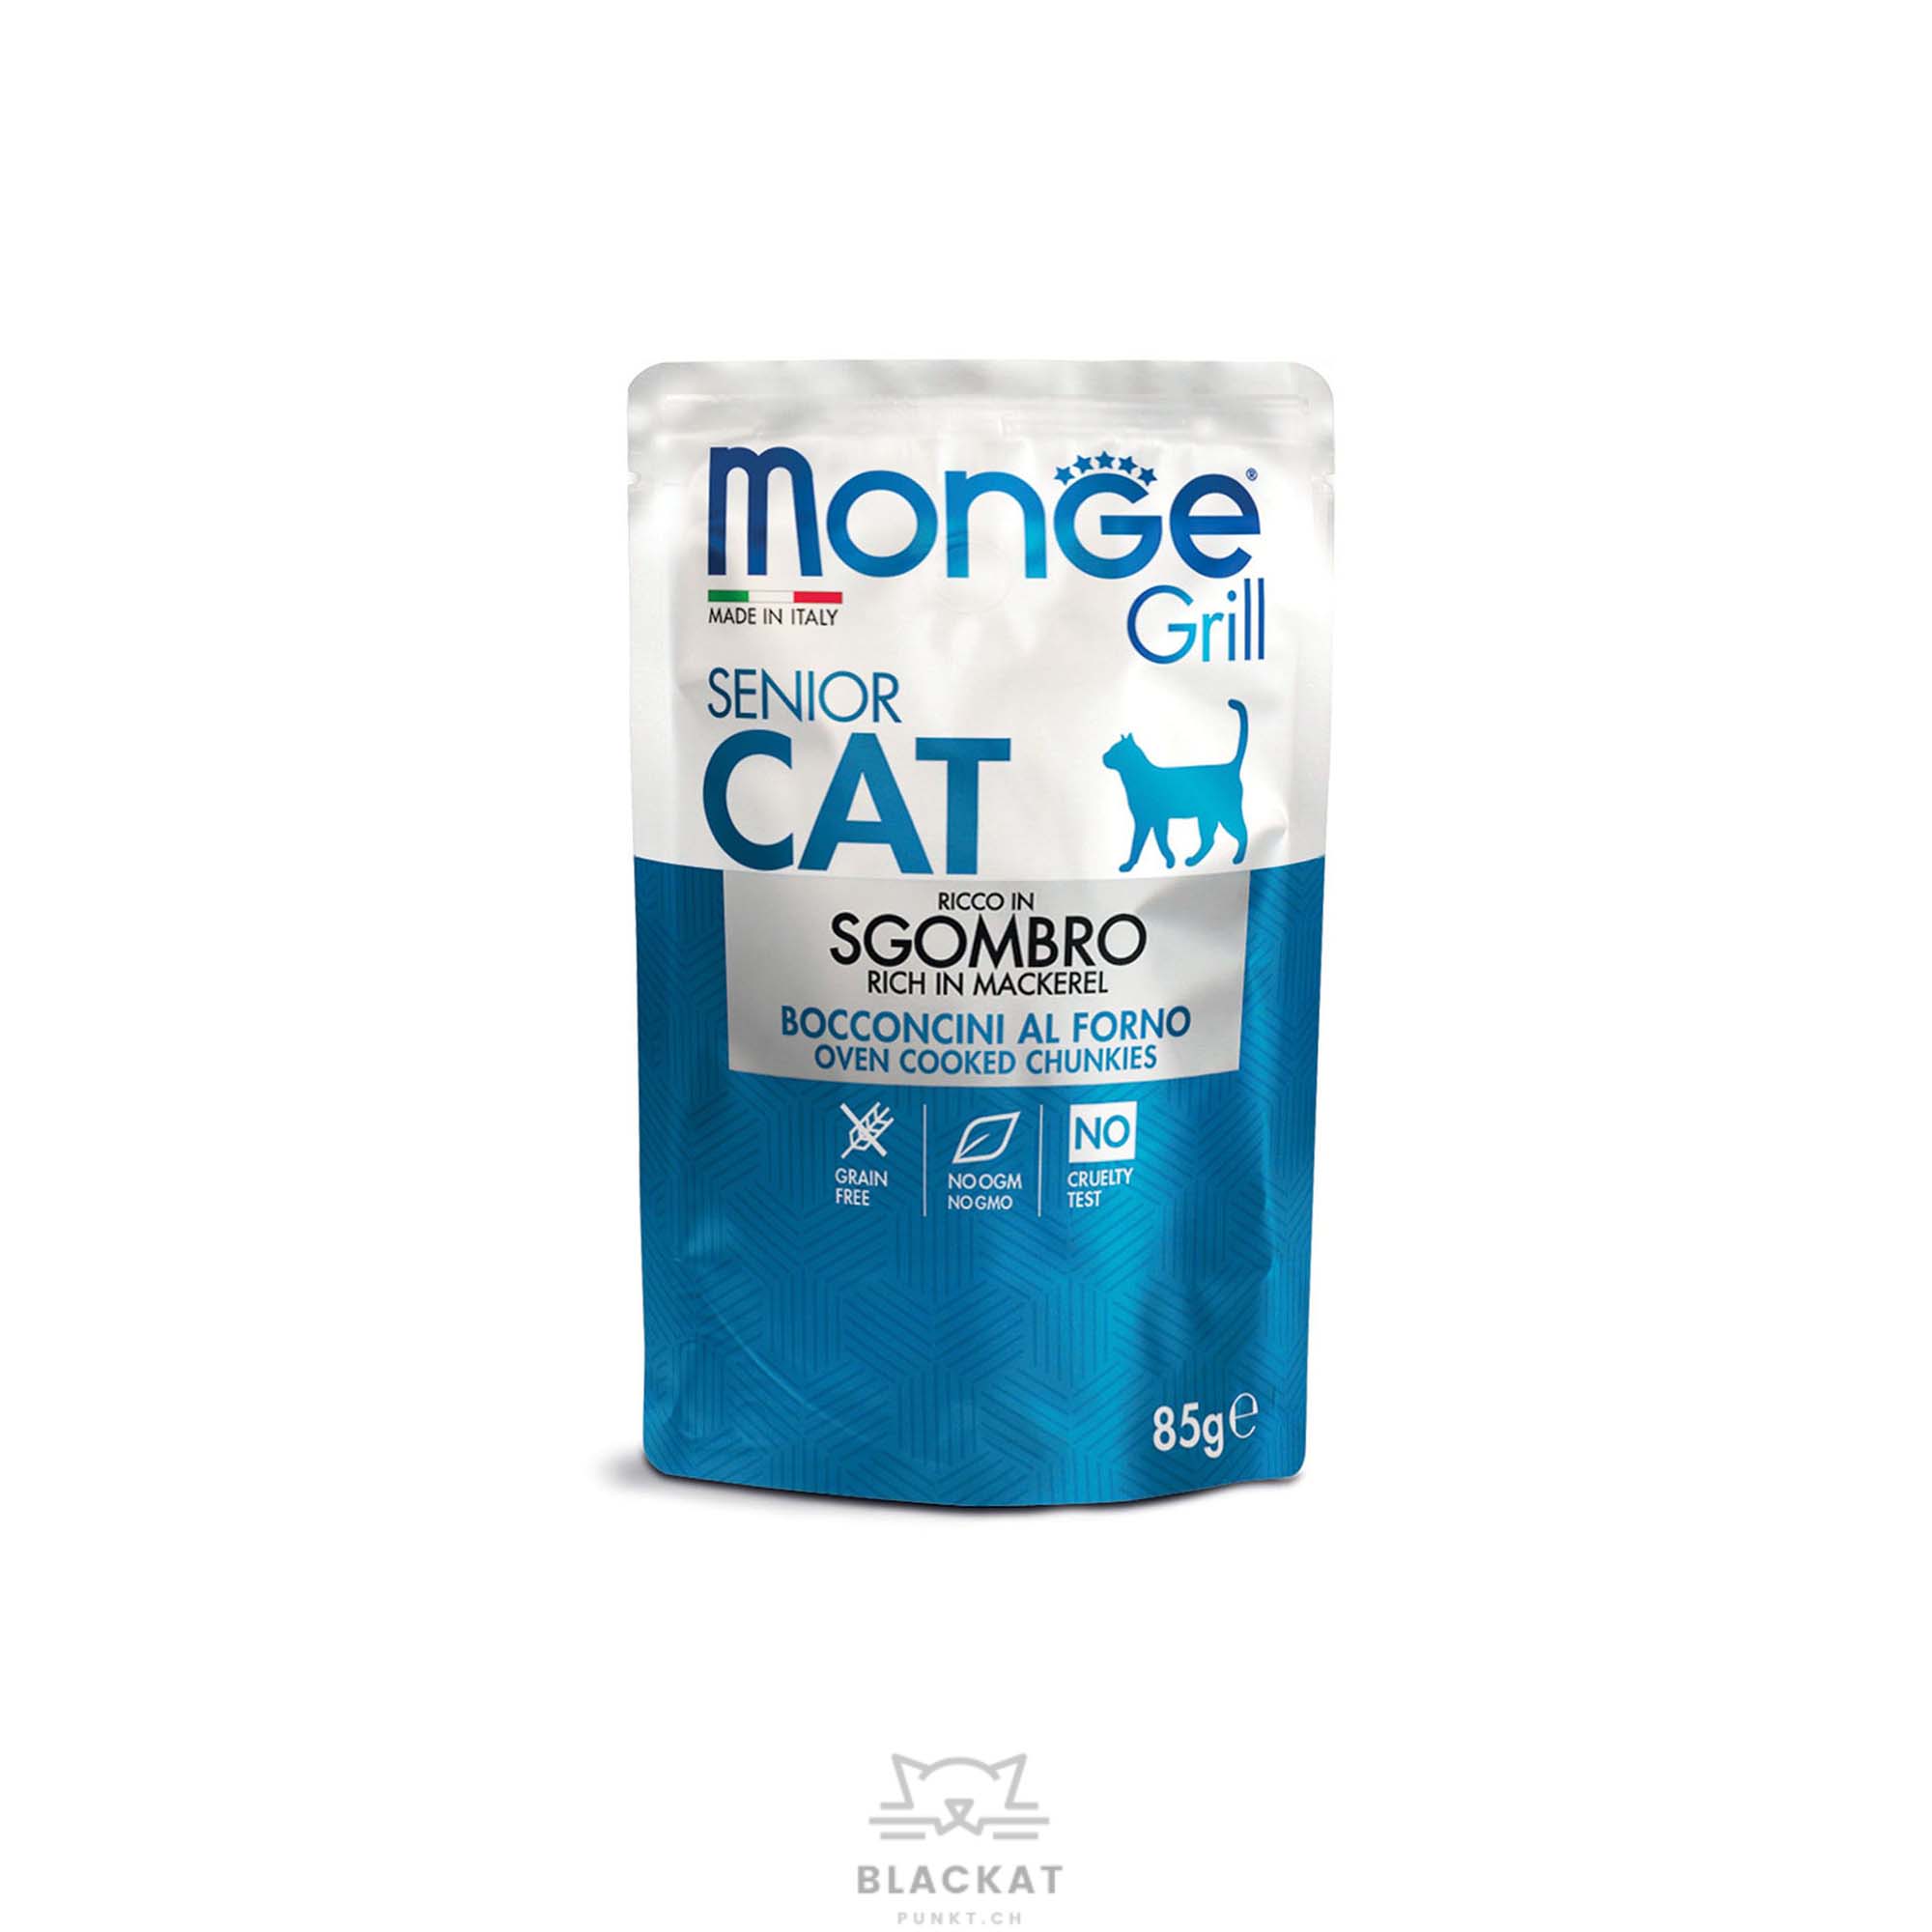 monGe®
Grill
MADE IN ITALY
SENIOR
CAT
RICCO IN
SGOMBRO
RICH IN MACKEREL
BOCCONCINI AL FORNO
OVEN COOKED CHUNKIES
GRAIN
FREE
NO OGM
NO GMO
NO
CRUELTY
TEST
85g℮
BLACKAT
PUNKT.CH